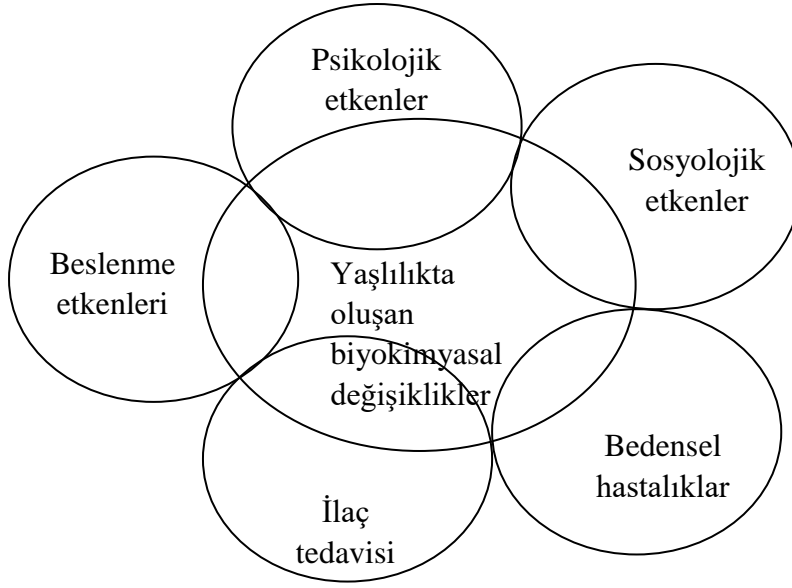 Psikolojik
etkenler
Sosyolojik
etkenler
Beslenme
etkenleri
Yaşlılıkta
oluşan
biyokimyasal
değişiklikler
Bedensel
hastalıklar
İlaç
tedavisi